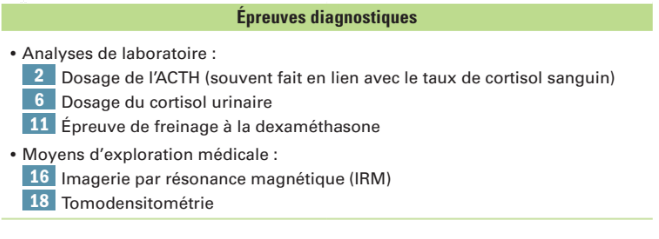 Épreuves diagnostiques
• Analyses de laboratoire :
2 Dosage de l'ACTH (souvent fait en lien avec le taux de cortisol sanguin)
6 Dosage du cortisol urinaire
11 Épreuve de freinage à la dexaméthasone
• Moyens d'exploration médicale :
16 Imagerie par résonance magnétique (IRM)
18 Tomodensitométrie